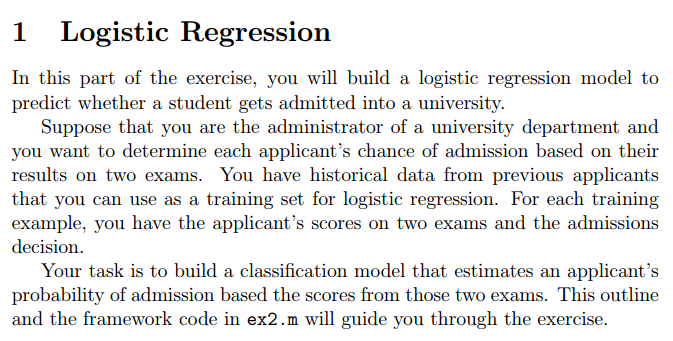 1 Logistic Regression
In this part of the exercise, you will build a logistic regression model to
predict whether a student gets admitted into a university.
Suppose that you are the administrator of a university department and
you want to determine each applicant's chance of admission based on their
results on two exams. You have historical data from previous applicants
that you can use as a training set for logistic regression. For each training
example, you have the applicant's scores on two exams and the admissions
decision.
Your task is to build a classification model that estimates an applicant's
probability of admission based the scores from those two exams. This outline
and the framework code in ex2.m will guide you through the exercise.